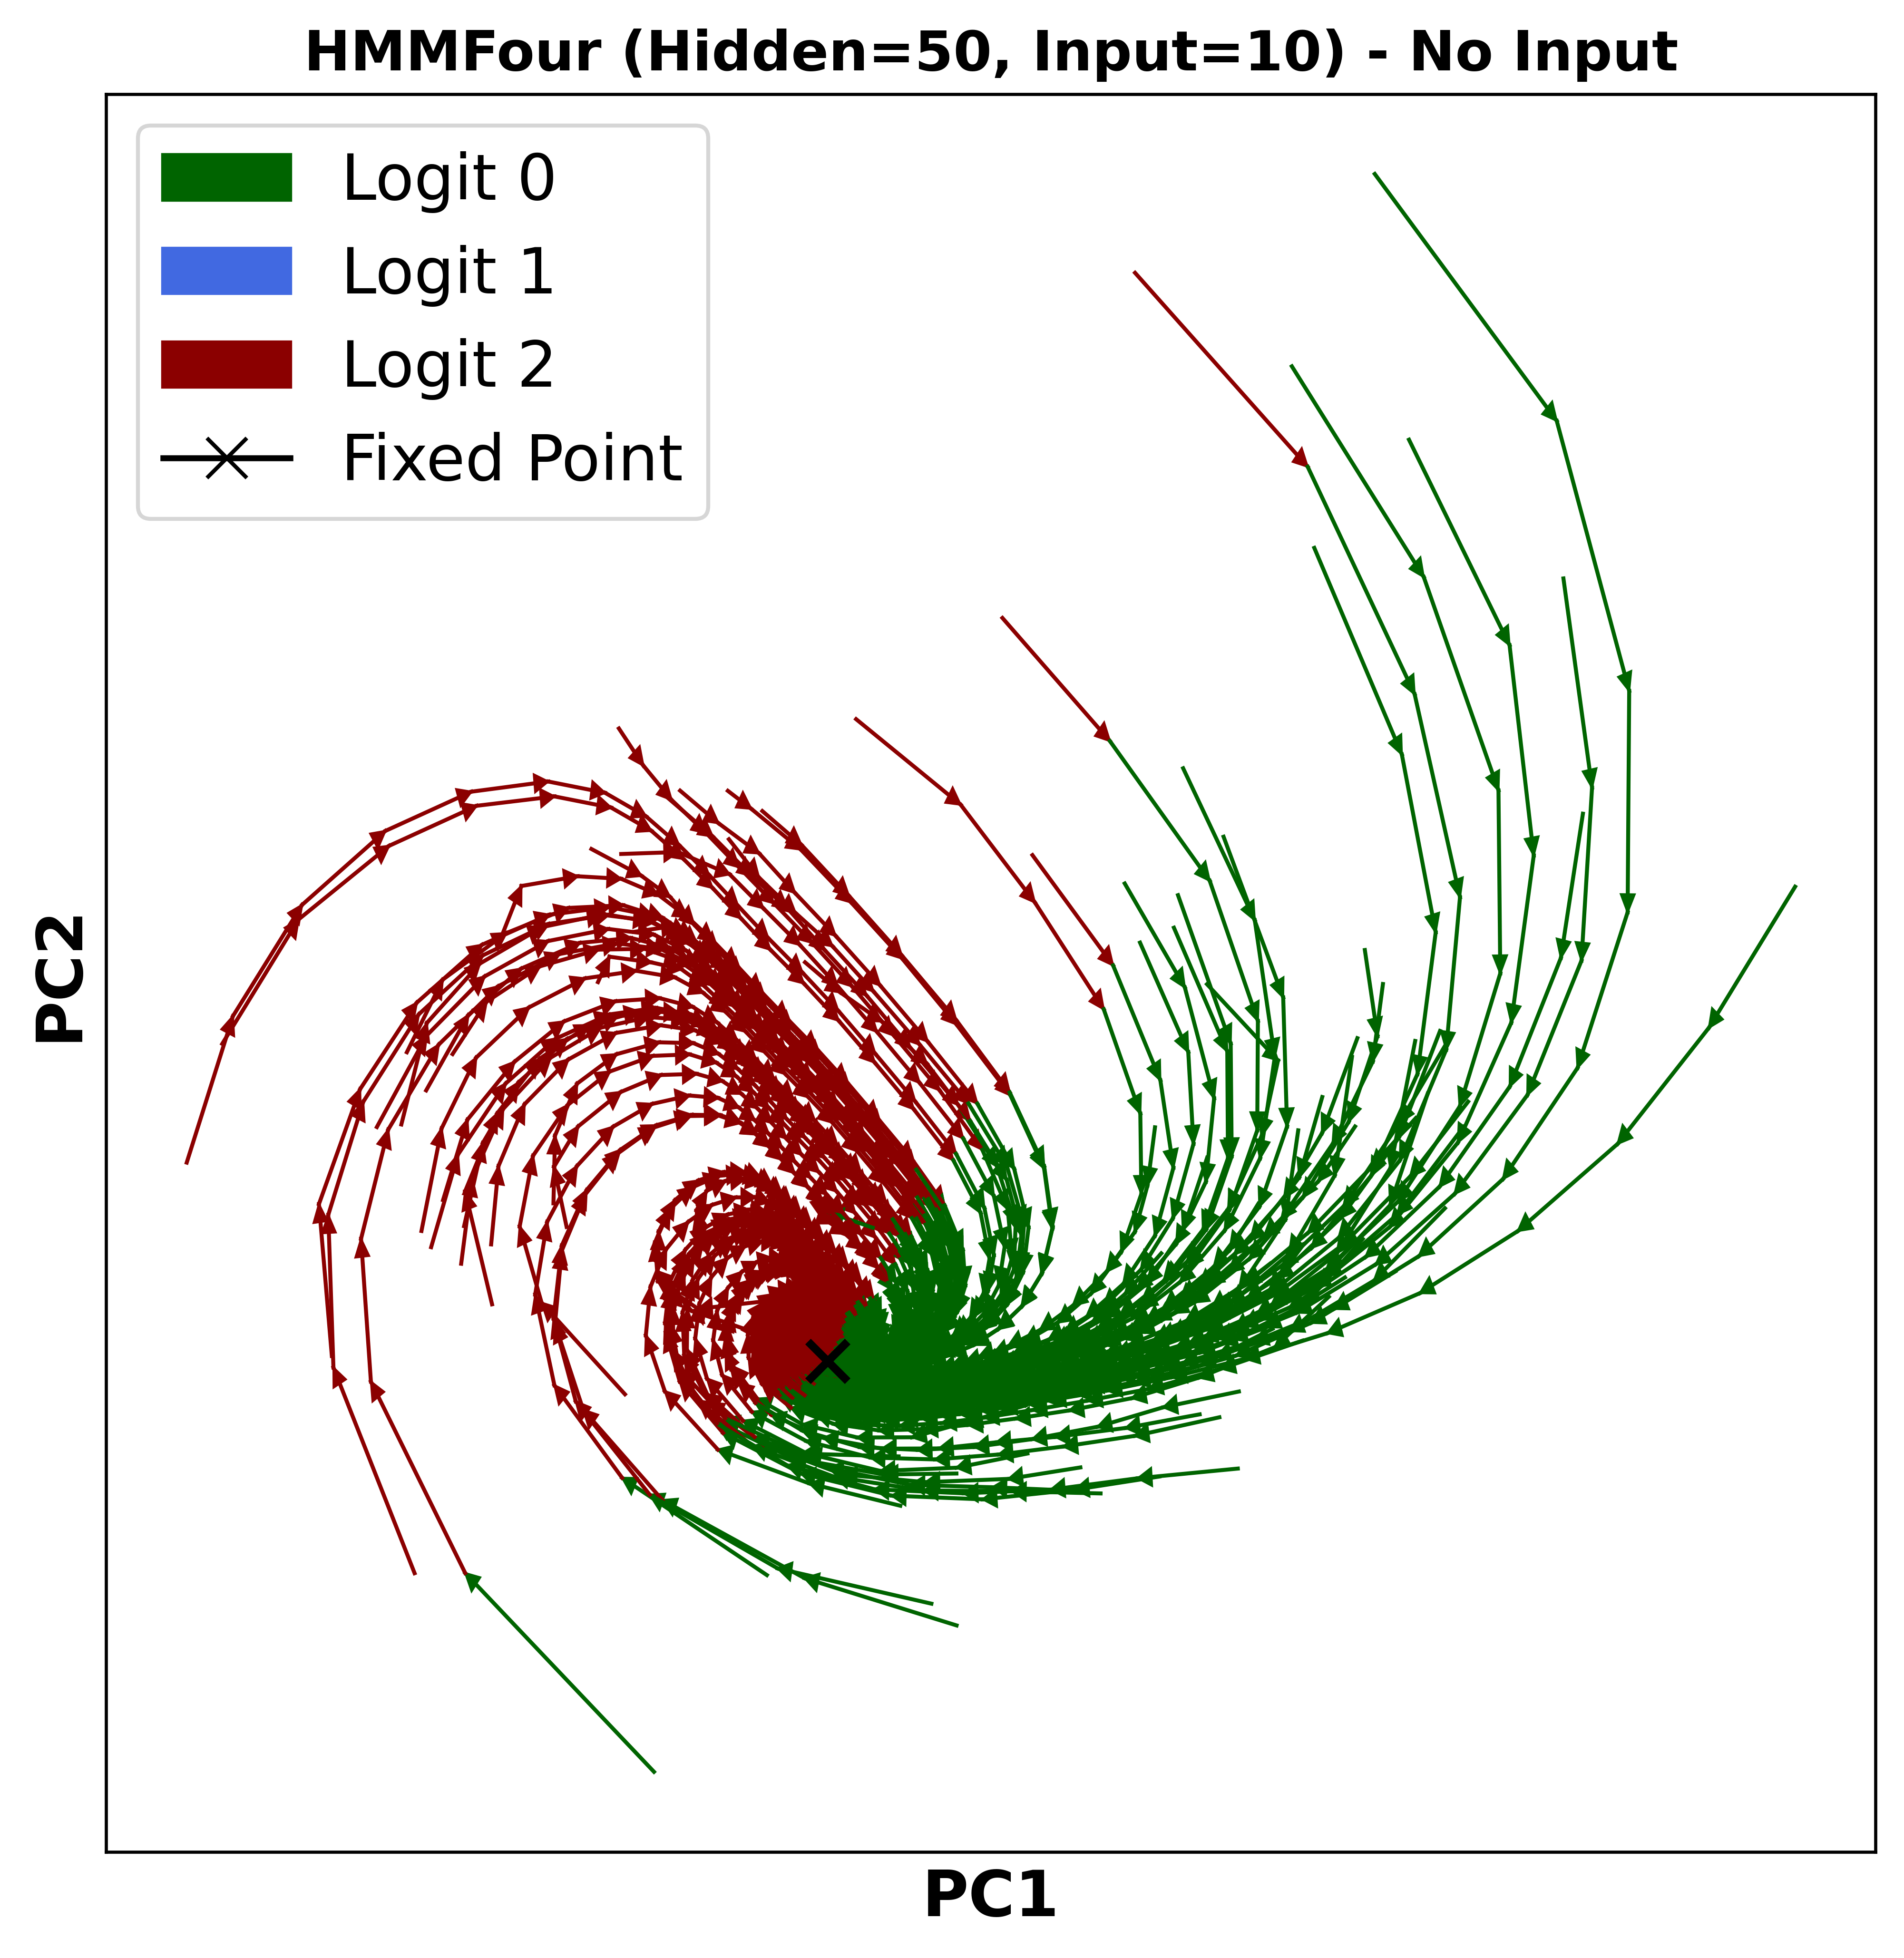 HMMFour (Hidden=50, Input=10) - No Input
Logit 0
Logit 1
Logit 2
Fixed Point
PC2
PC1